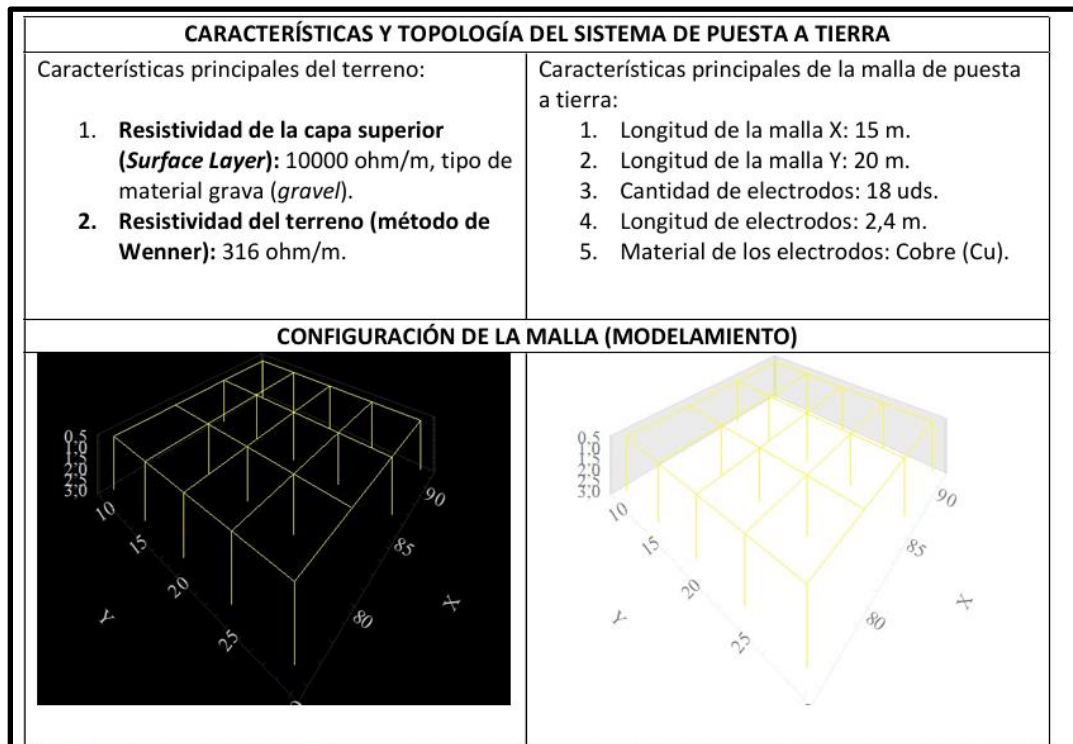 CARACTERÍSTICAS Y TOPOLOGÍA DEL SISTEMA DE PUESTA A TIERRA
Características principales del terreno:
1. Resistividad de la capa superior
(Surface Layer): 10000 ohm/m, tipo de
material grava (gravel).
2. Resistividad del terreno (método de
Wenner): 316 ohm/m.
Características principales de la malla de puesta
a tierra:
1. Longitud de la malla X: 15 m.
2. Longitud de la malla Y: 20 m.
3. Cantidad de electrodos: 18 uds.
4. Longitud de electrodos: 2,4 m.
5. Material de los electrodos: Cobre (Cu).
CONFIGURACIÓN DE LA MALLA (MODELAMIENTO)
0.5
1.0
1.5
2.0
2.5
3.0
10
15
20
25
Y
80
85
90
X
0.5
1.0
1.5
2.0
2.5
3.0
10
15
20
25
Y
80
85
90
X